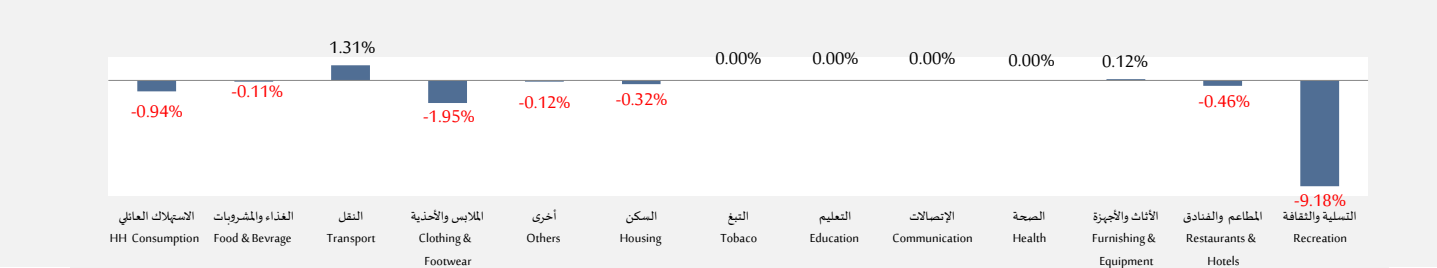 1.31%
0.00%
0.00%
0.00%
0.00%
0.12%
-0.94%
-0.11%
-1.95%
-0.12%
-0.32%
-0.46%
-9.18%
الاستهلاك العائلي
الغذاء والمشروبات
النقل
الملابس والأحذية
أخرى
السكن
التبغ
التعليم
الإتصالات
الصحة
الأثاث والأجهزة
المطاعم والفنادق
التسلية والثقافة
HH Consumption
Food & Bevrage
Transport
Clothing &
Footwear
Others
Housing
Tobaco
Education
Communication
Health
Furnishing &
Equipment
Restaurants &
Hotels
Recreation